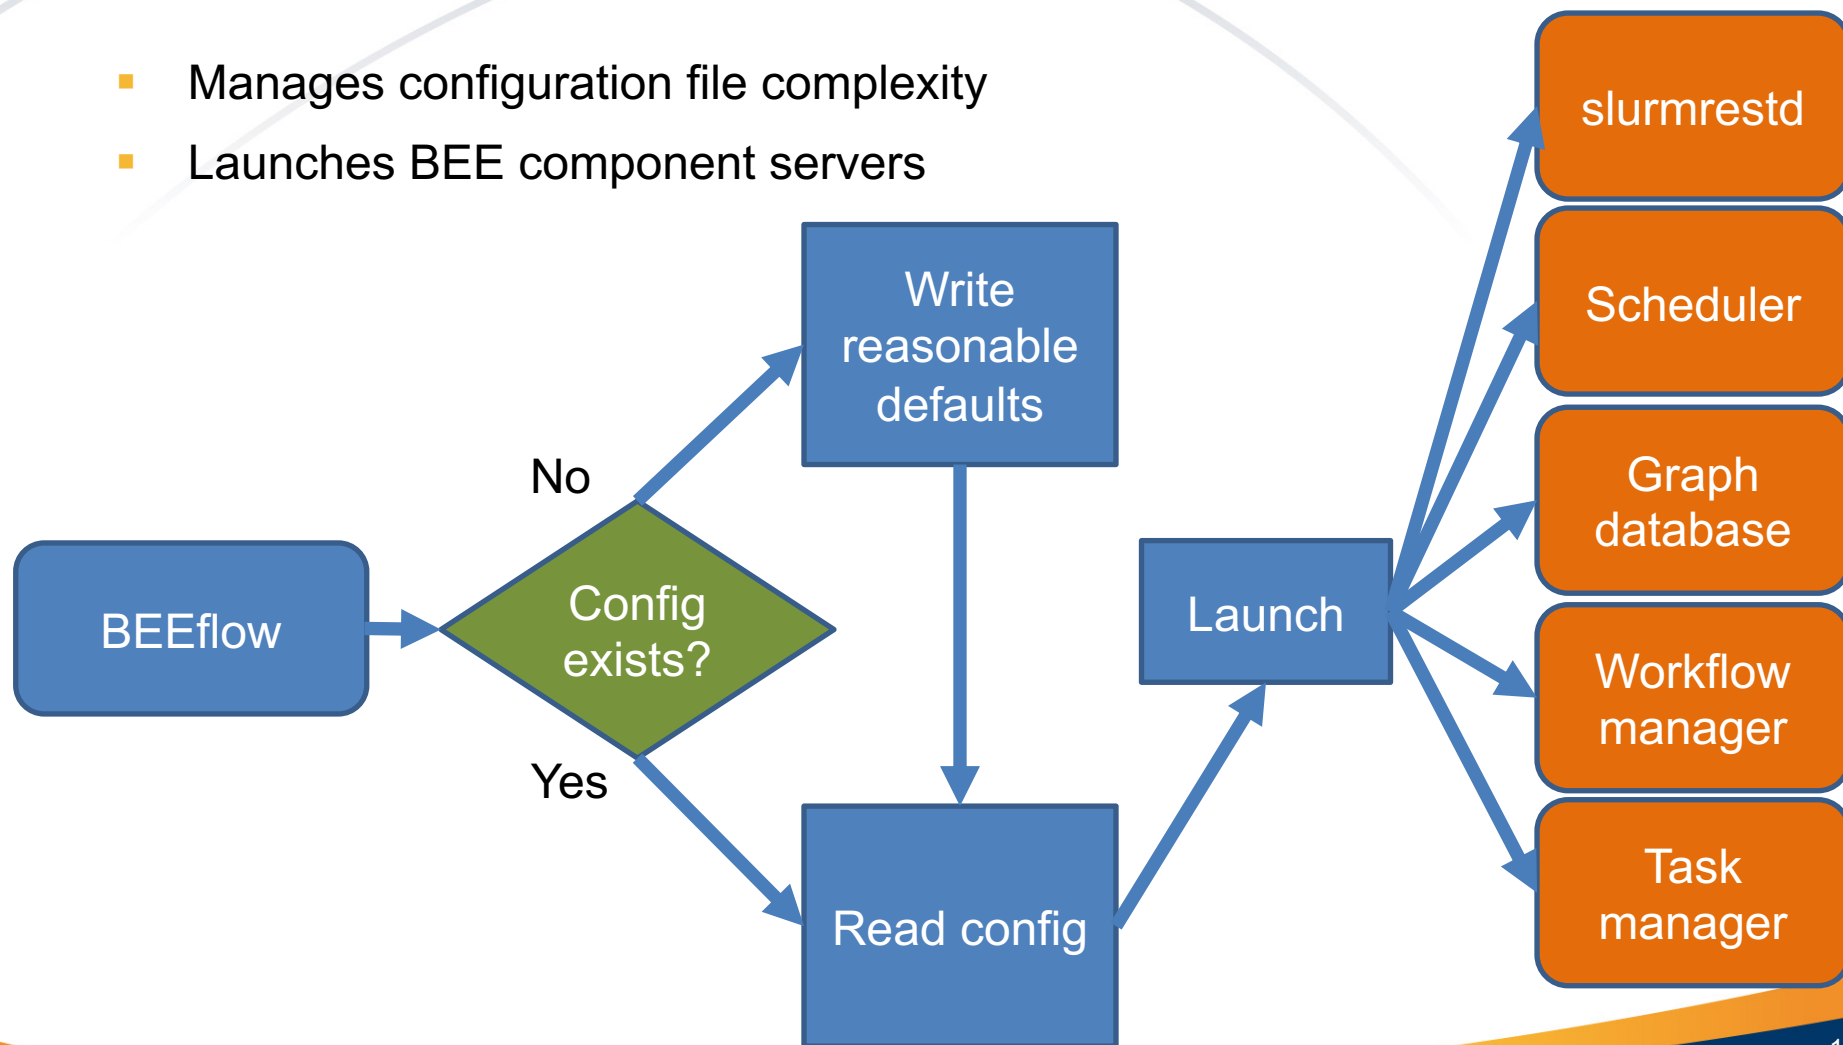 Manages configuration file complexity
Launches BEE component servers
slurmrestd
Scheduler
Graph
database
Workflow
manager
Task
manager
Write
reasonable
defaults
No
Config
exists?
BEEflow
Launch
Yes
Read config